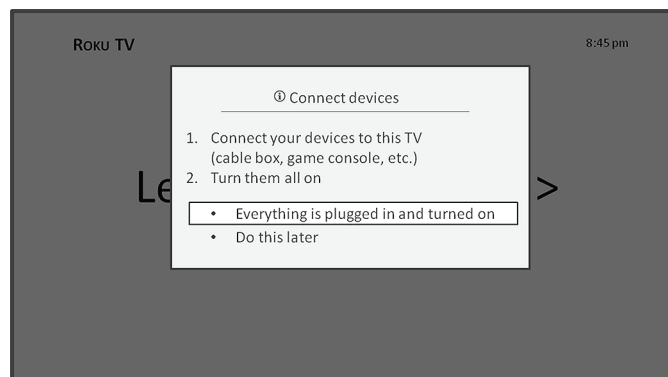 ROKU TV
8:45 pm
ⓘ Connect devices
1. Connect your devices to this TV
(cable box, game console, etc.)
2. Turn them all on
Le >
• Everything is plugged in and turned on
• Do this later